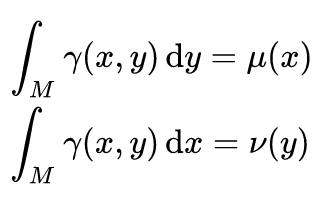 ∫_M γ(x, y) dy = μ(x)
∫_M γ(x, y) dx = ν(y)